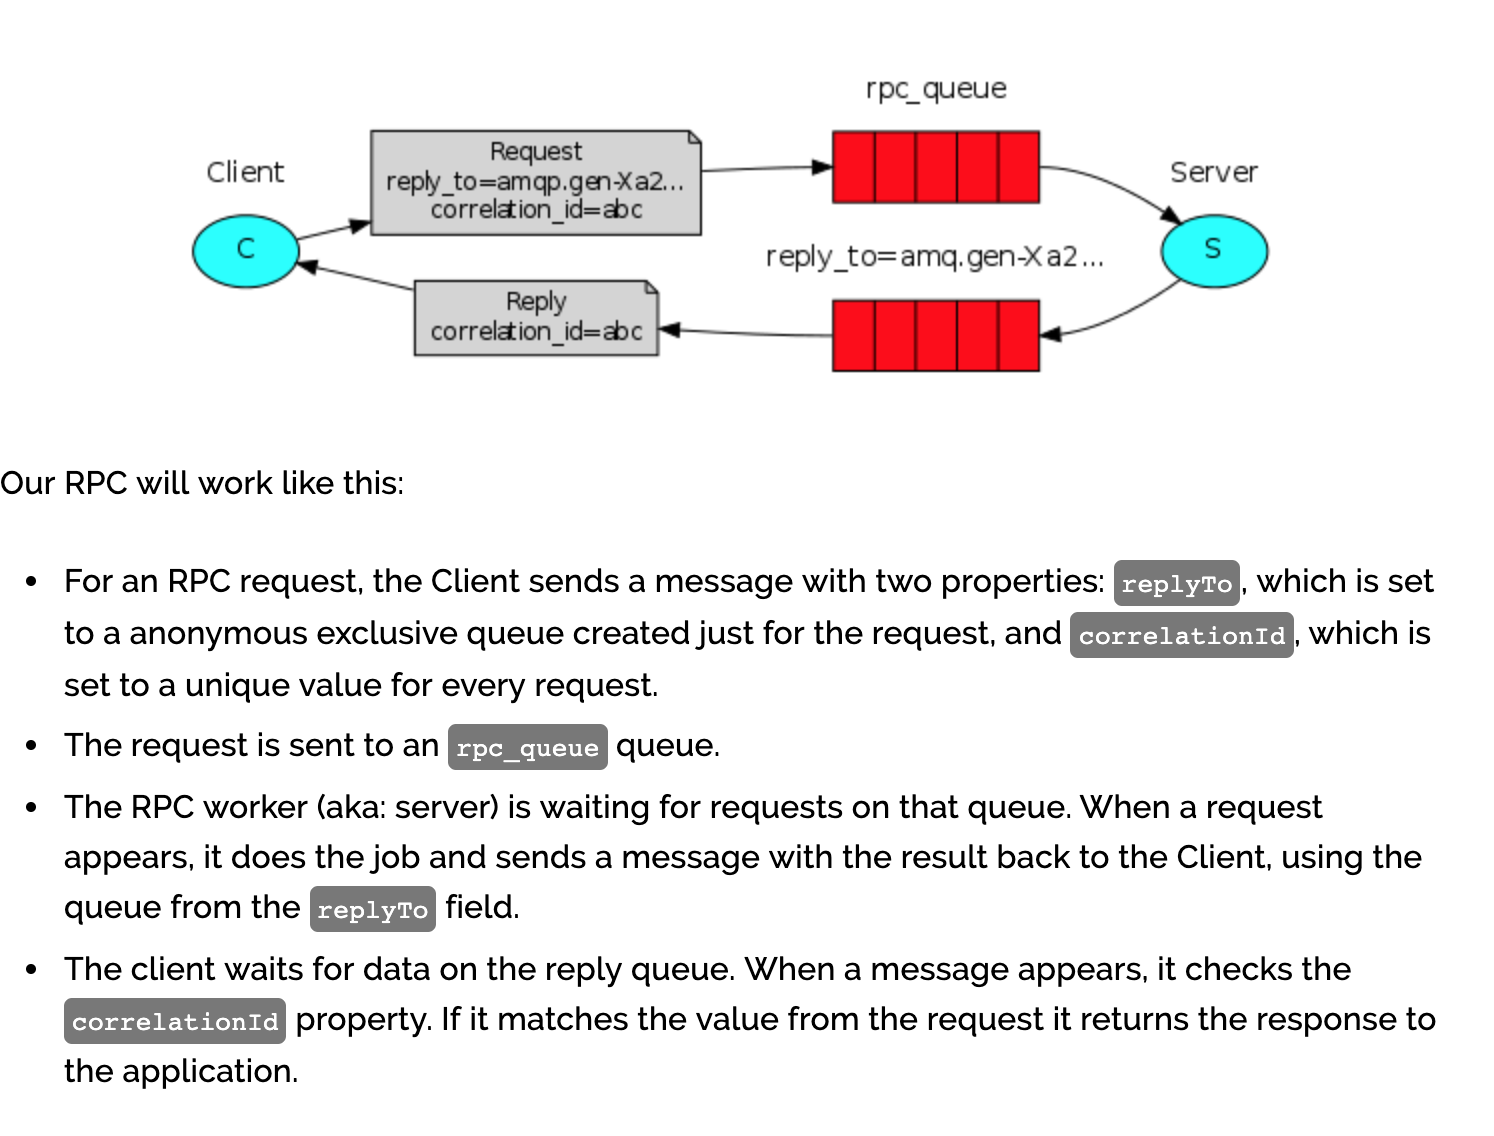 rpc_queue
Client
Request
reply_to=amqp.gen-Xa2...
correlation_id=abc
Server
C
S
reply_to=amq.gen-Xa2...
Reply
correlation_id=abc
Our RPC will work like this:
• For an RPC request, the Client sends a message with two properties: replyTo, which is set
to a anonymous exclusive queue created just for the request, and correlationId, which is
set to a unique value for every request.
• The request is sent to an rpc_queue queue.
• The RPC worker (aka: server) is waiting for requests on that queue. When a request
appears, it does the job and sends a message with the result back to the Client, using the
queue from the replyTo field.
• The client waits for data on the reply queue. When a message appears, it checks the
correlationId property. If it matches the value from the request it returns the response to
the application.